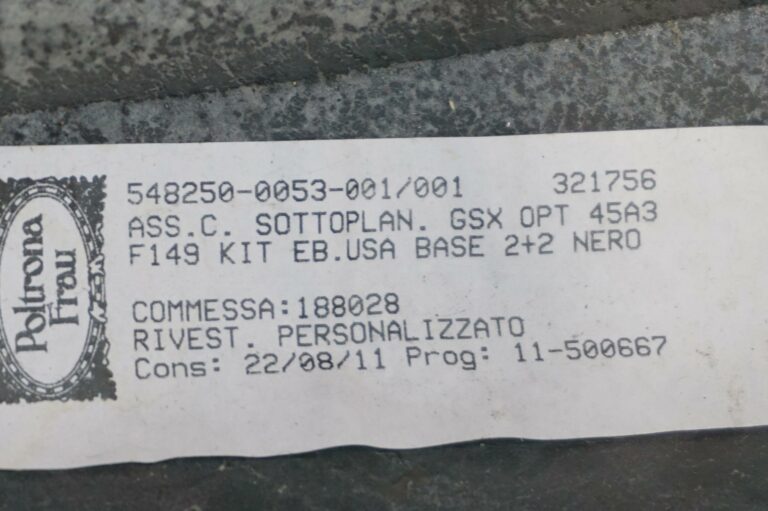 Poltrona
Frau
548250-0053-001/001 321756
ASS.C. SOTTOPLAN. GSX OPT 45A3
F149 KIT EB.USA BASE 2+2 NERO
COMMESSA:188028
RIVEST. PERSONALIZZATO
Cons: 22/08/11 Prog: 11-500667